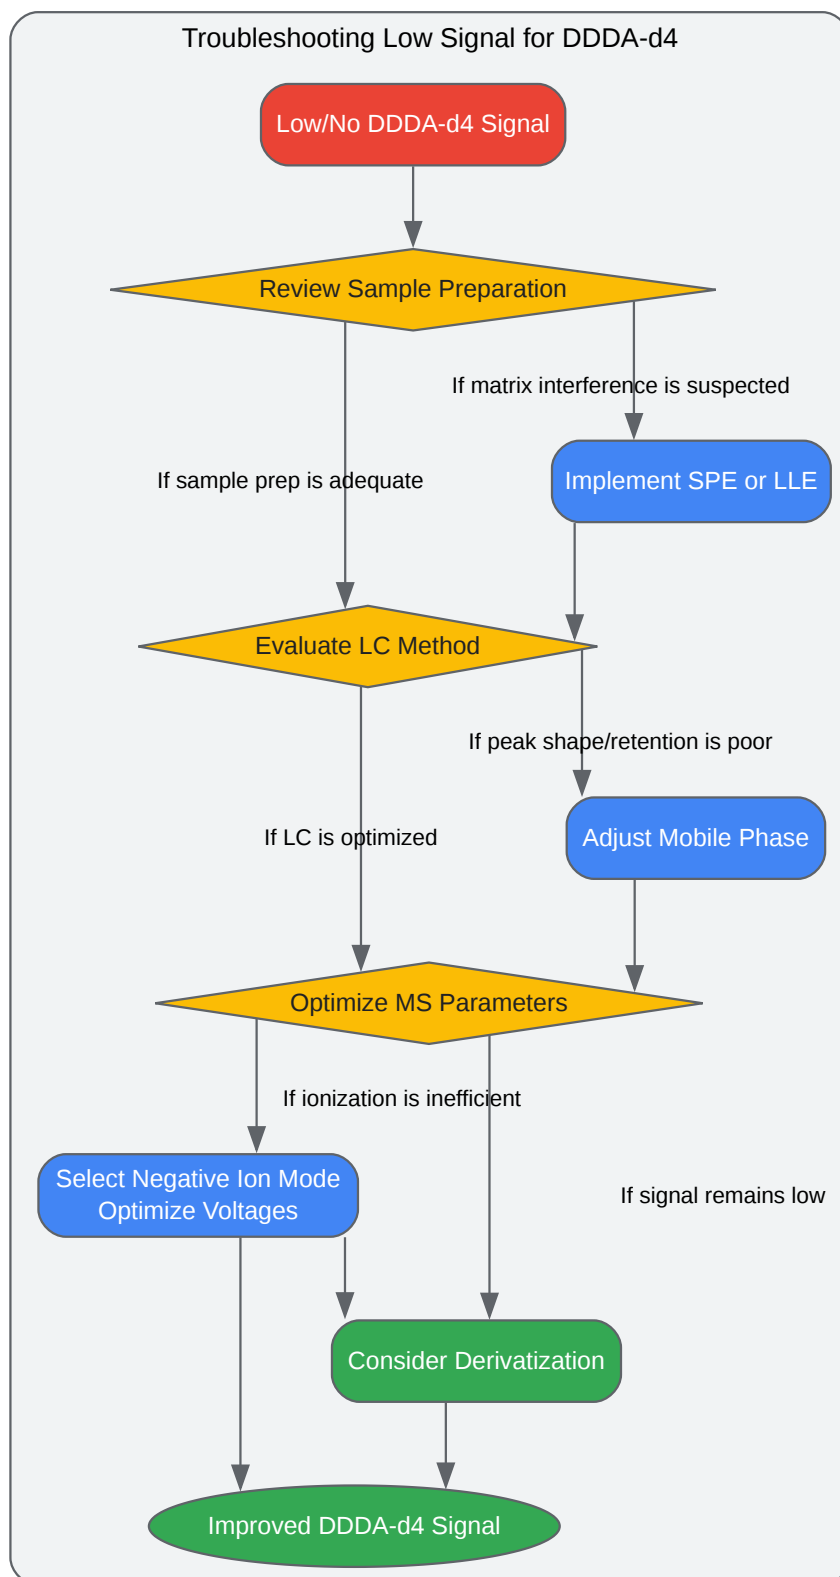 Troubleshooting Low Signal for DDDA-d4
Low/No DDDA-d4 Signal
Review Sample Preparation
If matrix interference is suspected
If sample prep is adequate
Implement SPE or LLE
Evaluate LC Method
If peak shape/retention is poor
If LC is optimized
Adjust Mobile Phase
Optimize MS Parameters
If ionization is inefficient
Select Negative Ion Mode
Optimize Voltages
If signal remains low
Consider Derivatization
Improved DDDA-d4 Signal